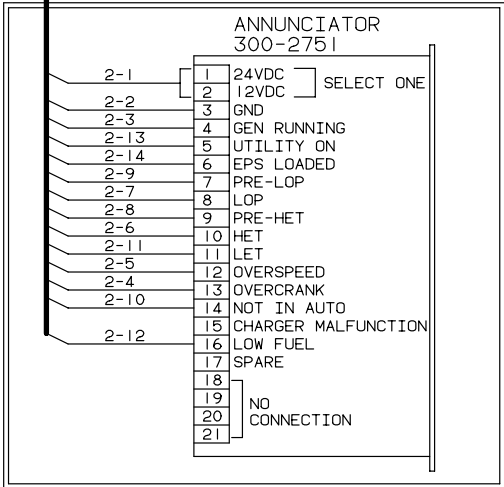 ANNUNCIATOR
300-2751
2-1 1 24VDC SELECT ONE
2 12VDC
2-2 3 GND
2-3 4 GEN RUNNING
2-13 5 UTILITY ON
2-14 6 EPS LOADED
2-9 7 PRE-LOP
2-7 8 LOP
2-8 9 PRE-HET
2-6 10 HET
2-11 11 LET
2-5 12 OVERSPEED
2-4 13 OVERCRANK
2-10 14 NOT IN AUTO
15 CHARGER MALFUNCTION
2-12 16 LOW FUEL
17 SPARE
18
19 NO
20 CONNECTION
21